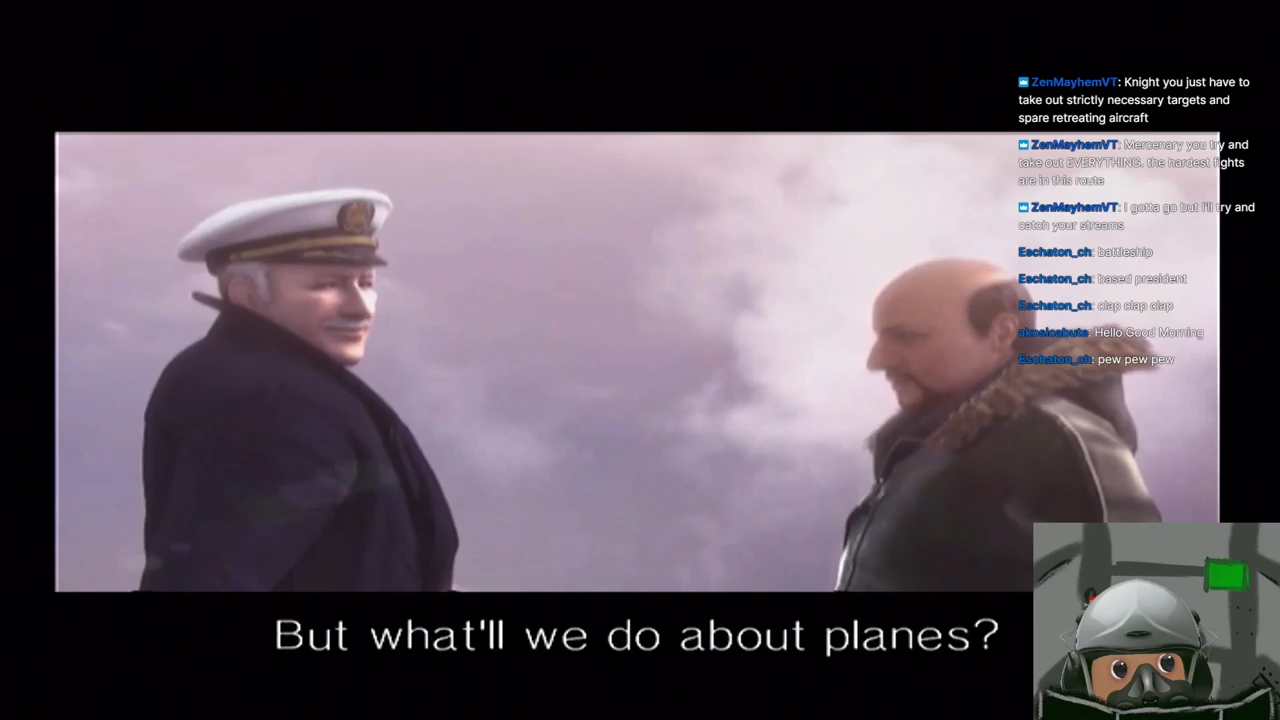 ZenMayhemVT: Knight you just have to
take out strictly necessary targets and
spare retreating aircraft
ZenMayhemVT: Mercenary you try and
take out EVERYTHING. the hardest fights
are in this route
ZenMayhemVT: I gotta go but I'll try and
catch your streams
Eschaton_ch: battleship
Eschaton_ch: based president
Eschaton_ch: clap clap clap
akosicabute: Hello Good Morning
Eschaton_ch: pew pew pew
But what'll we do about planes?